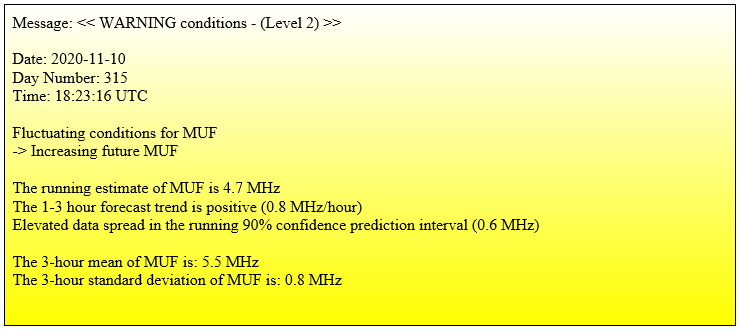 Message: << WARNING conditions - (Level 2) >>
Date: 2020-11-10
Day Number: 315
Time: 18:23:16 UTC
Fluctuating conditions for MUF
-> Increasing future MUF
The running estimate of MUF is 4.7 MHz
The 1-3 hour forecast trend is positive (0.8 MHz/hour)
Elevated data spread in the running 90% confidence prediction interval (0.6 MHz)
The 3-hour mean of MUF is: 5.5 MHz
The 3-hour standard deviation of MUF is: 0.8 MHz